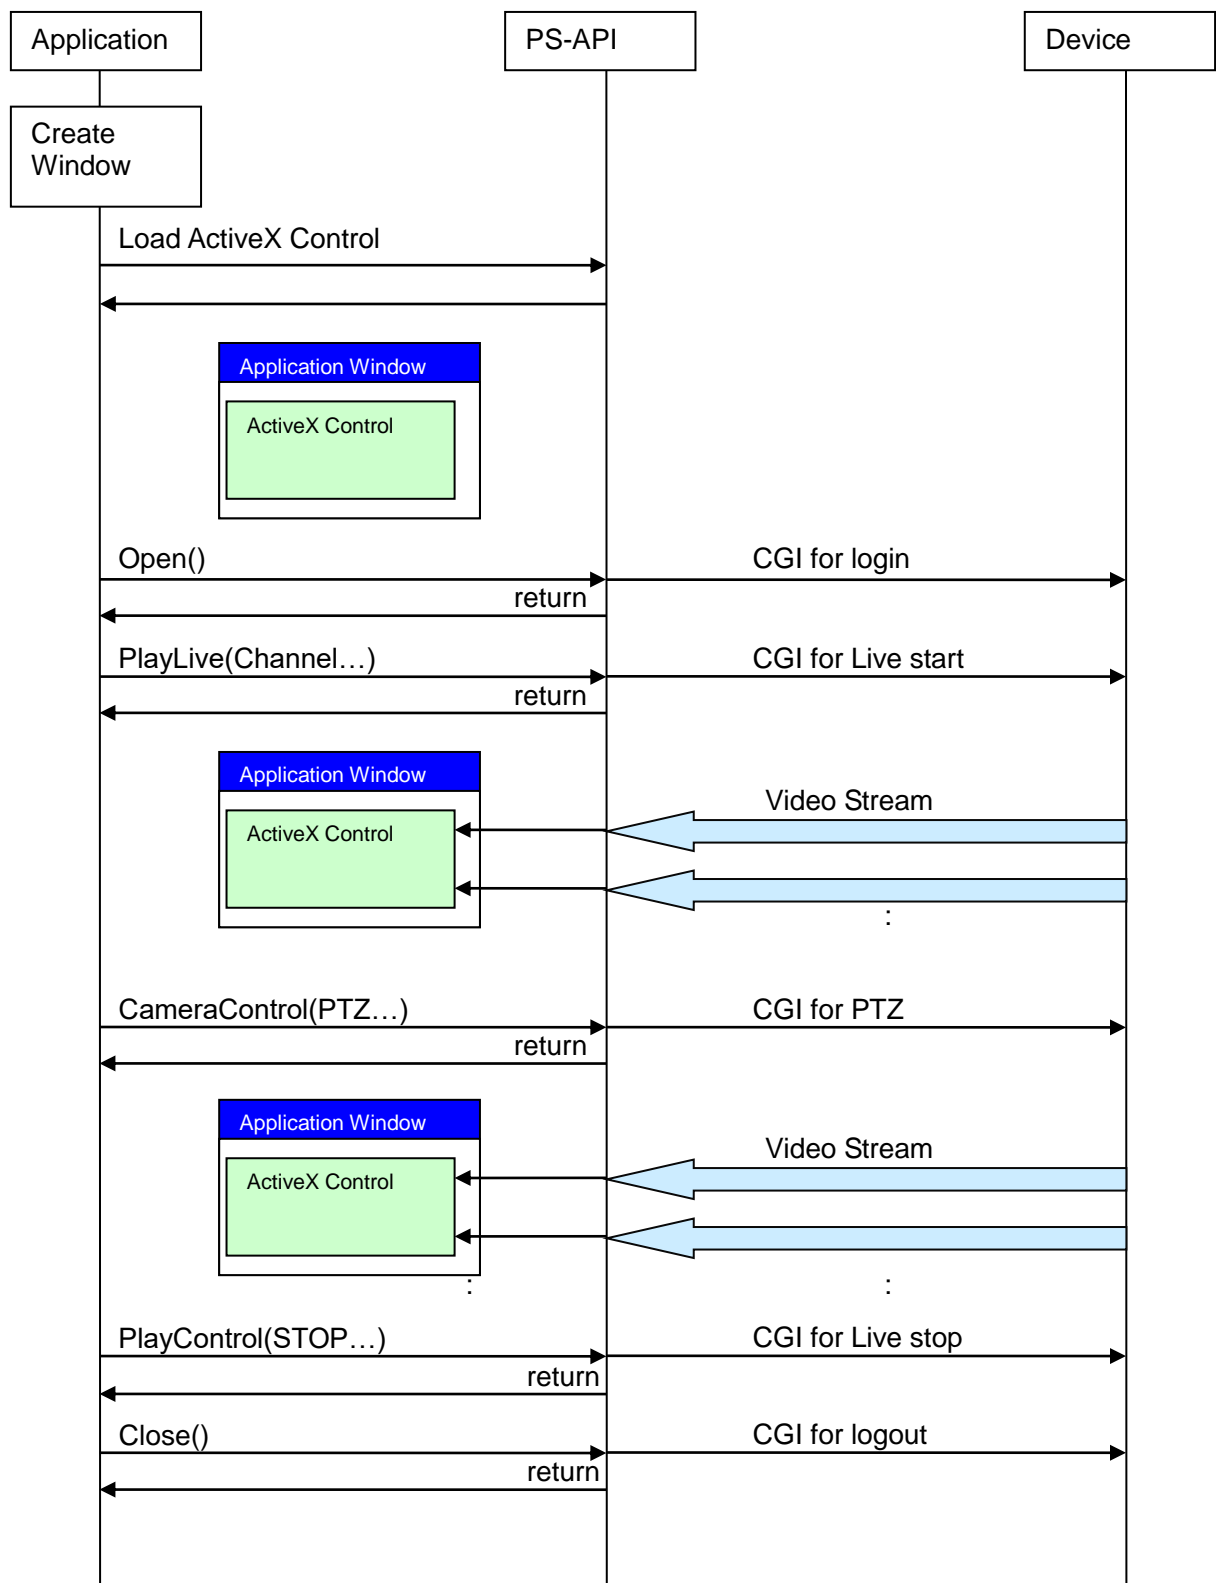 Application
PS-API
Device
Create
Window
Load ActiveX Control
Application Window
ActiveX Control
Open()
CGI for login
return
PlayLive(Channel…)
CGI for Live start
return
Application Window
Video Stream
ActiveX Control
:
CameraControl(PTZ…)
CGI for PTZ
return
Application Window
Video Stream
ActiveX Control
:
:
PlayControl(STOP…)
CGI for Live stop
return
Close()
CGI for logout
return